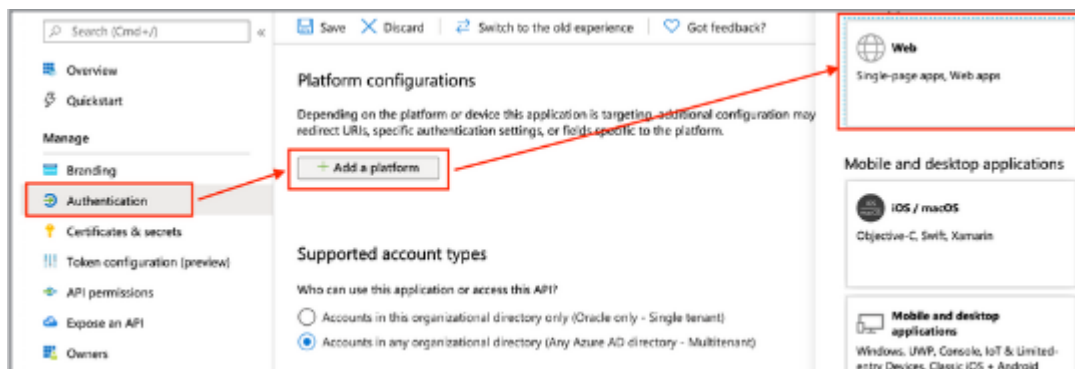 Search (Cmd+/)
«
Overview
Quickstart
Manage
Branding
Authentication
Certificates & secrets
Token configuration (preview)
API permissions
Expose an API
Owners
Save Discard Switch to the old experience Got feedback?
Platform configurations
Depending on the platform or device this application is targeting, additional configuration may
redirect URIs, specific authentication settings, or fields specific to the platform.
+ Add a platform
Supported account types
Who can use this application or access this API?
Accounts in this organizational directory only (Oracle only - Single tenant)
Accounts in any organizational directory (Any Azure AD directory - Multitenant)
Web
Single-page apps, Web apps
Mobile and desktop applications
iOS / macOS
Objective-C, Swift, Xamarin
Mobile and desktop
applications
Windows, UWP, Console, IoT & Limited-
entry Devices, Classic iOS + Android